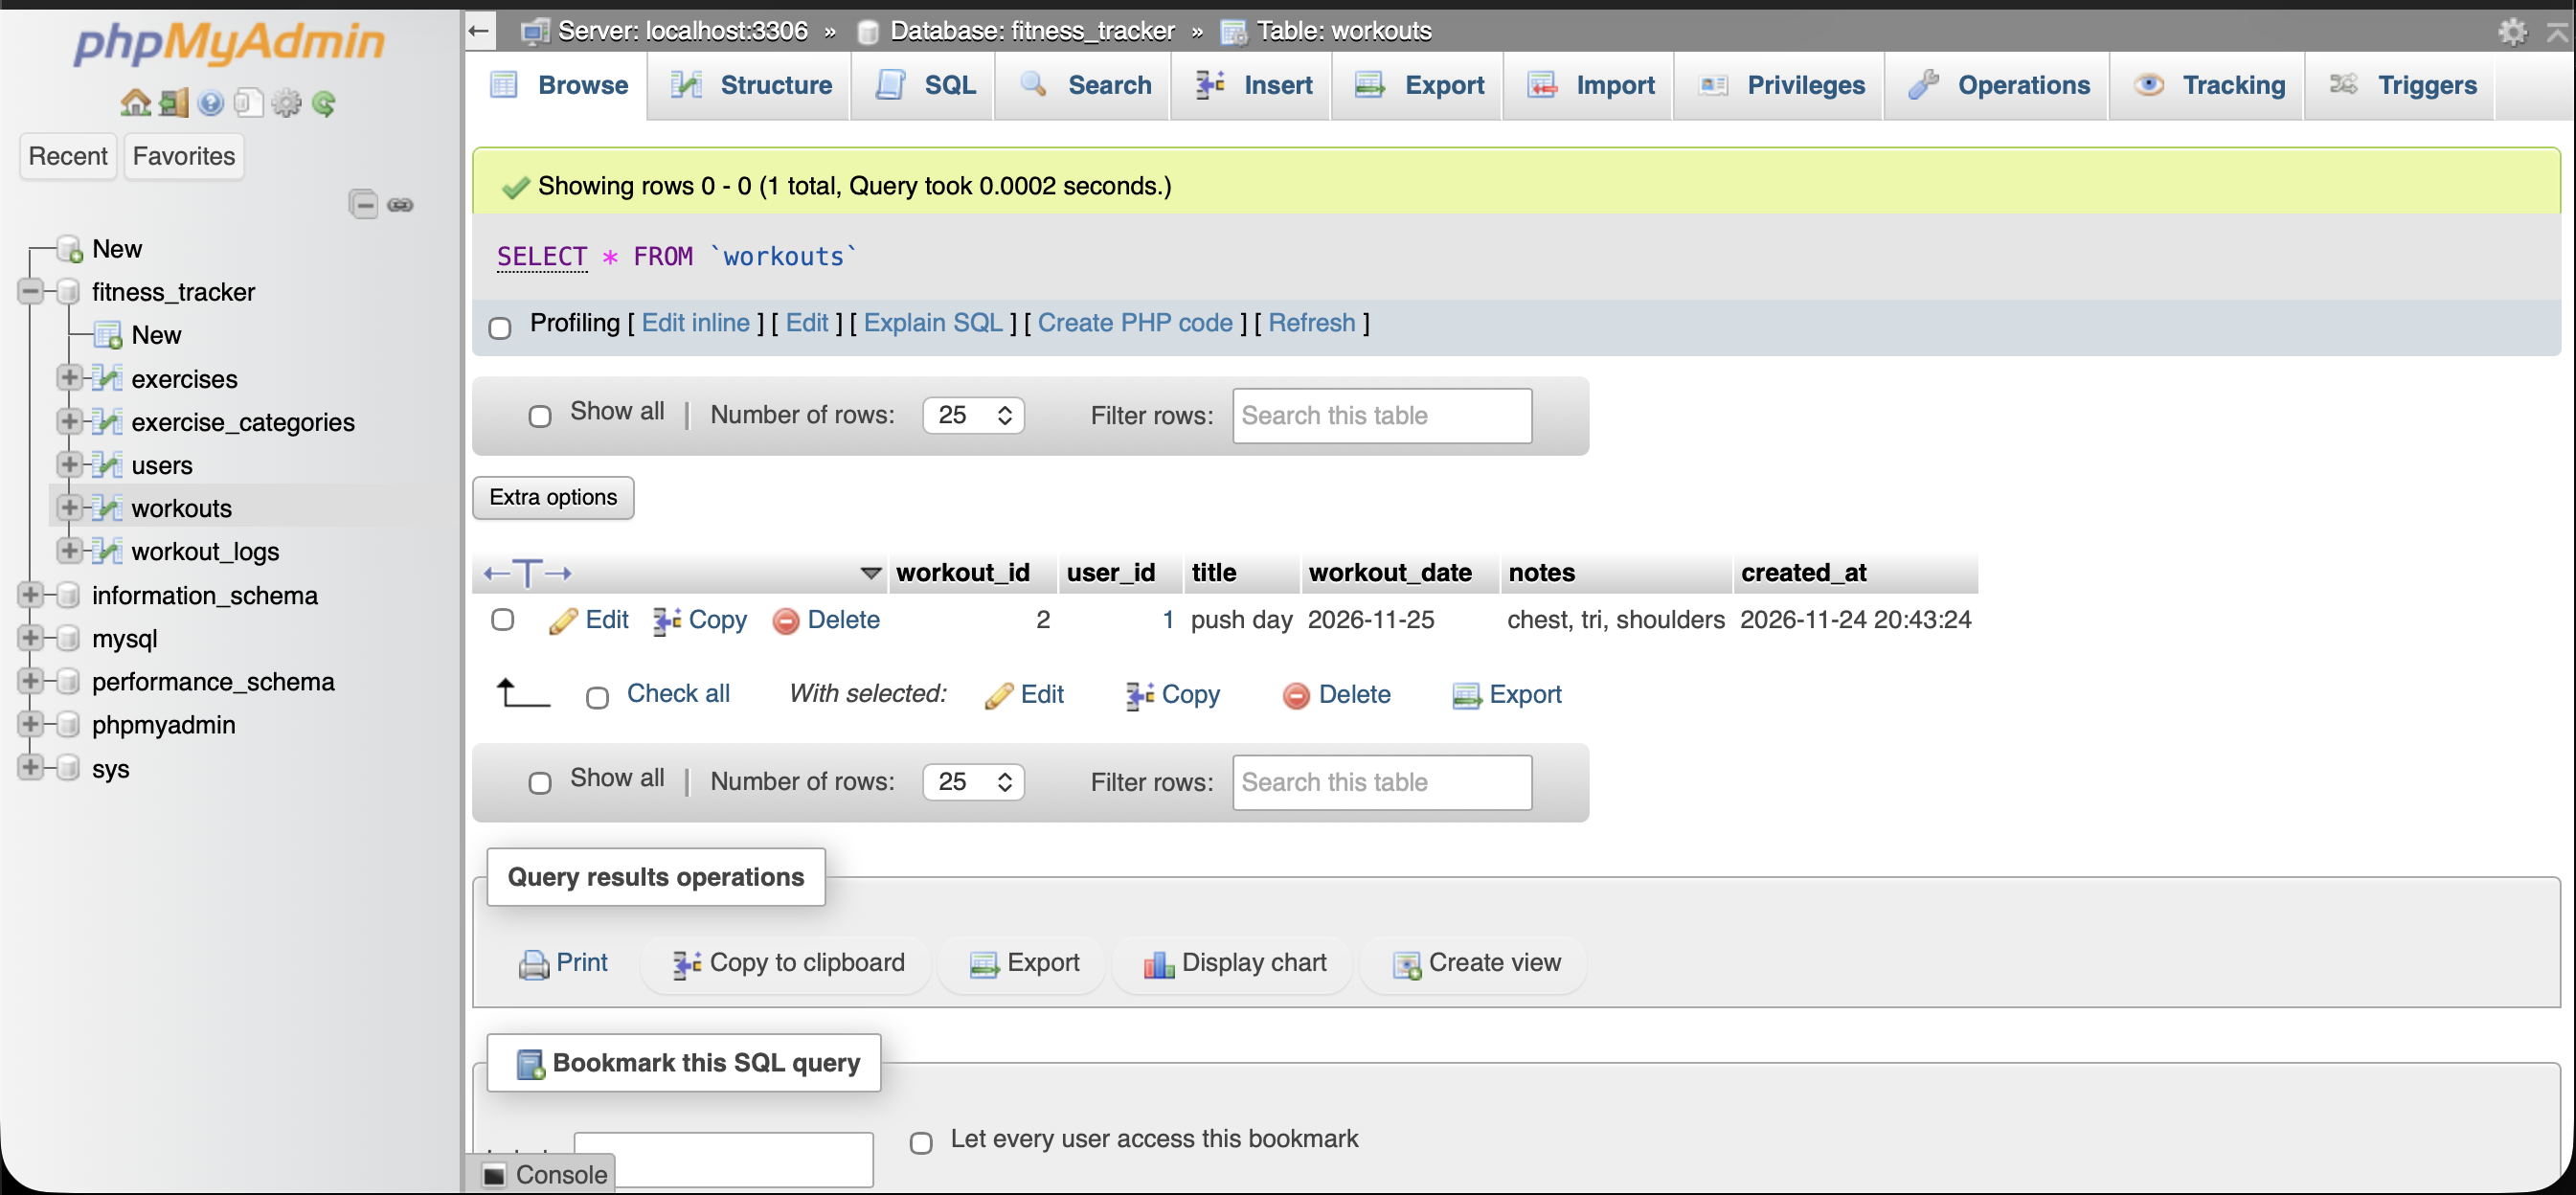 phpMyAdmin
Recent Favorites
New
fitness_tracker
New
exercises
exercise_categories
users
workouts
workout_logs
information_schema
mysql
performance_schema
phpmyadmin
sys
Server: localhost:3306 » Database: fitness_tracker » Table: workouts
Browse Structure SQL Search Insert Export Import Privileges Operations Tracking Triggers
Showing rows 0 - 0 (1 total, Query took 0.0002 seconds.)
SELECT * FROM `workouts`
Profiling [ Edit inline ] [ Edit ] [ Explain SQL ] [ Create PHP code ] [ Refresh ]
Show all | Number of rows: 25 Filter rows: Search this table
Extra options
←T→ workout_id user_id title workout_date notes created_at
Edit Copy Delete 2 1 push day 2026-11-25 chest, tri, shoulders 2026-11-24 20:43:24
Check all With selected: Edit Copy Delete Export
Show all | Number of rows: 25 Filter rows: Search this table
Query results operations
Print Copy to clipboard Export Display chart Create view
Bookmark this SQL query
Let every user access this bookmark
Console